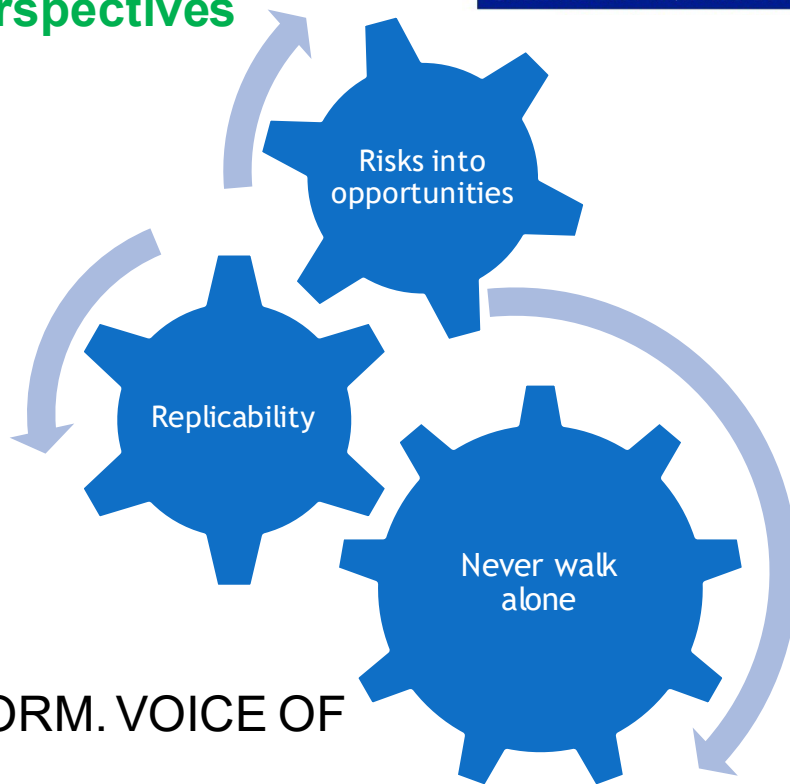 rspectives
Risks into
opportunities
Replicability
Never walk
alone
ORM. VOICE OF